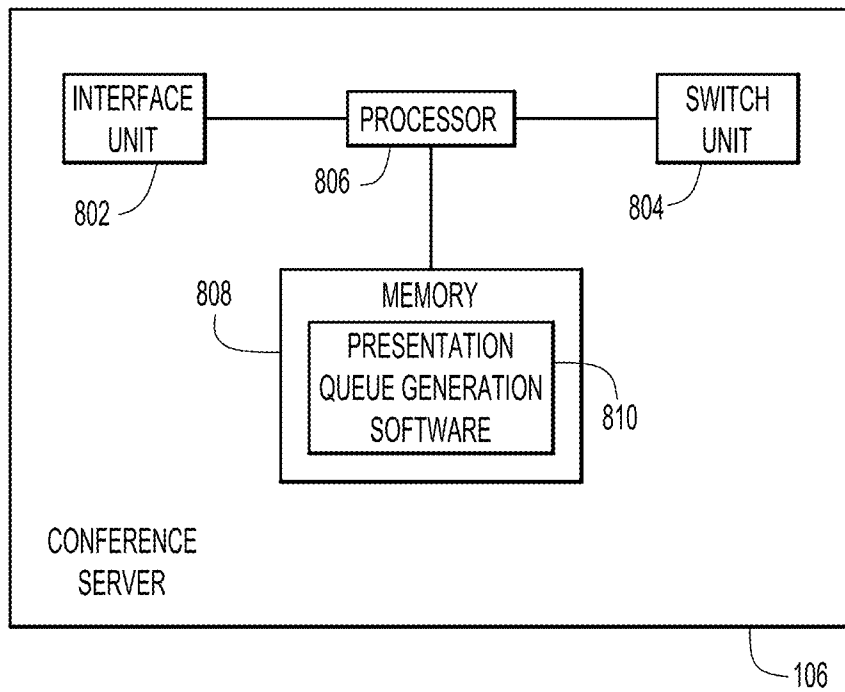 INTERFACE
UNIT
802
PROCESSOR
806
SWITCH
UNIT
804
808
MEMORY
PRESENTATION
QUEUE GENERATION
SOFTWARE
810
CONFERENCE
SERVER
106